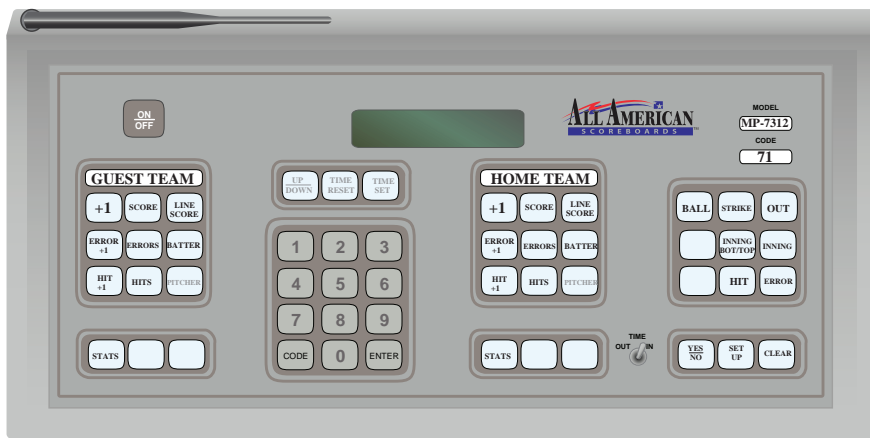 ON
OFF
ALL AMERICAN
SCOREBOARDS™
MODEL
MP-7312
CODE
71
GUEST TEAM
+1 SCORE LINE
SCORE
ERROR
+1 ERRORS BATTER
HIT
+1 HITS PITCHER
STATS
UP
DOWN
TIME
RESET
TIME
SET
1 2 3
4 5 6
7 8 9
CODE 0 ENTER
HOME TEAM
+1 SCORE LINE
SCORE
ERROR
+1 ERRORS BATTER
HIT
+1 HITS PITCHER
STATS
TIME
OUT IN
BALL STRIKE OUT
INNING
BOT/TOP INNING
HIT ERROR
YES
NO
SET
UP
CLEAR